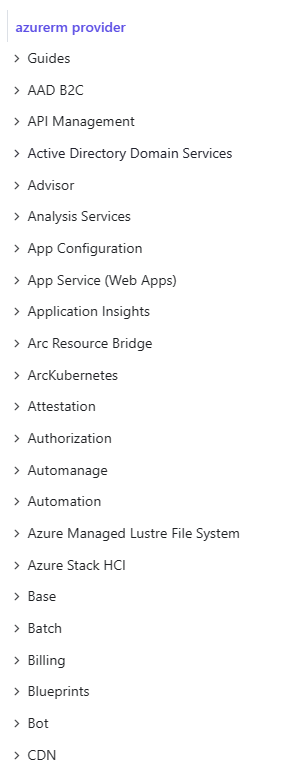 azurerm provider
Guides
AAD B2C
API Management
Active Directory Domain Services
Advisor
Analysis Services
App Configuration
App Service (Web Apps)
Application Insights
Arc Resource Bridge
ArcKubernetes
Attestation
Authorization
Automanage
Automation
Azure Managed Lustre File System
Azure Stack HCI
Base
Batch
Billing
Blueprints
Bot
CDN